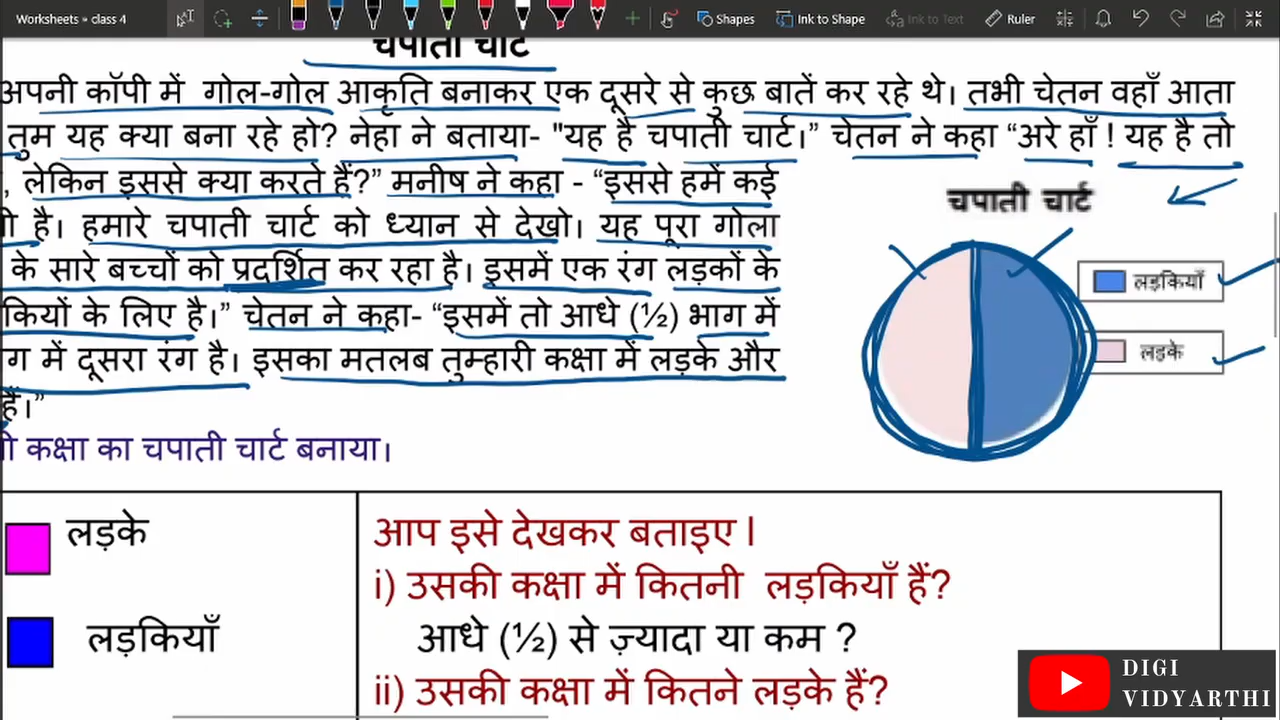 Worksheets » class 4
Shapes
Ink to Shape
Ink to Text
Ruler
चपाती चार्ट
अपनी कॉपी में गोल-गोल आकृति बनाकर एक दूसरे से कुछ बातें कर रहे थे। तभी चेतन वहाँ आता
तुम यह क्या बना रहे हो? नेहा ने बताया- "यह है चपाती चार्ट।” चेतन ने कहा “अरे हाँ ! यह है तो
, लेकिन इससे क्या करते हैं?” मनीष ने कहा - “इससे हमें कई
है। हमारे चपाती चार्ट को ध्यान से देखो। यह पूरा गोला
के सारे बच्चों को प्रदर्शित कर रहा है। इसमें एक रंग लड़कों के
कियों के लिए है।” चेतन ने कहा- “इसमें तो आधे (½) भाग में
ग में दूसरा रंग है। इसका मतलब तुम्हारी कक्षा में लड़के और
हैं।”
चपाती चार्ट
लड़कियाँ
लड़के
ी कक्षा का चपाती चार्ट बनाया।
लड़के
लड़कियाँ
आप इसे देखकर बताइए।
i) उसकी कक्षा में कितनी लड़कियाँ हैं?
आधे (½) से ज़्यादा या कम ?
ii) उसकी कक्षा में कितने लड़के हैं?
DIGI
VIDYARTHI